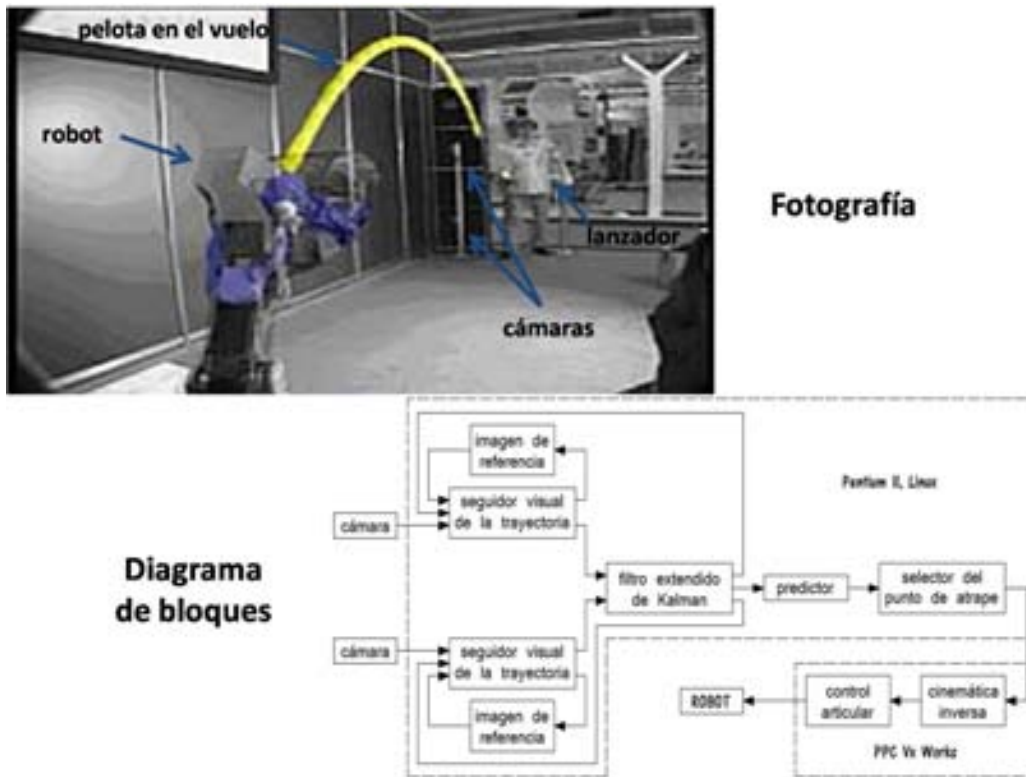 pelota en el vuelo
robot
lanzador
cámaras
Fotografía
Diagrama
de bloques
imagen de
referencia
Pentium II, Linux
cámara
seguidor visual
de la trayectoria
filtro extendido
de Kalman
predictor
selector del
punto de atrape
cámara
seguidor visual
de la trayectoria
imagen de
referencia
ROBOT
control
articular
cinemática
inversa
PPC Vx Works